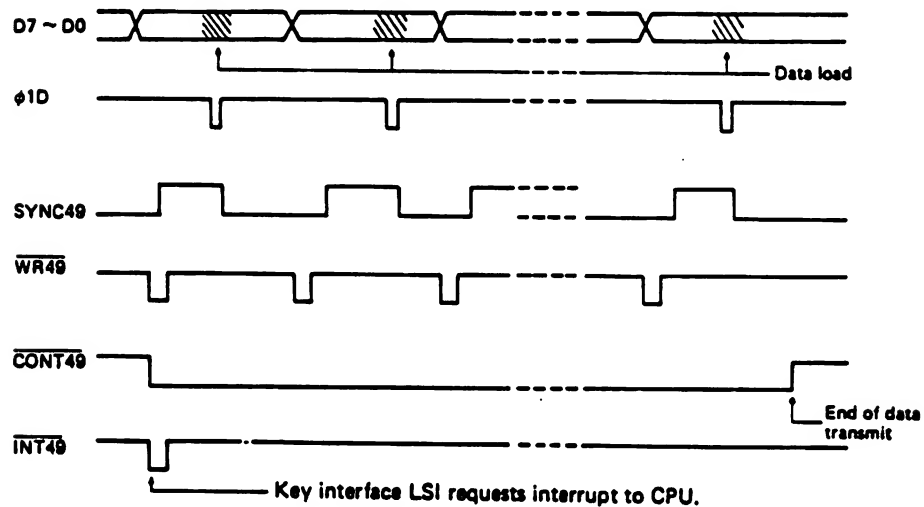 D7 ~ D0
Data load
φ1D
SYNC49
WR49
CONT49
End of data
transmit
INT49
Key interface LSI requests interrupt to CPU.